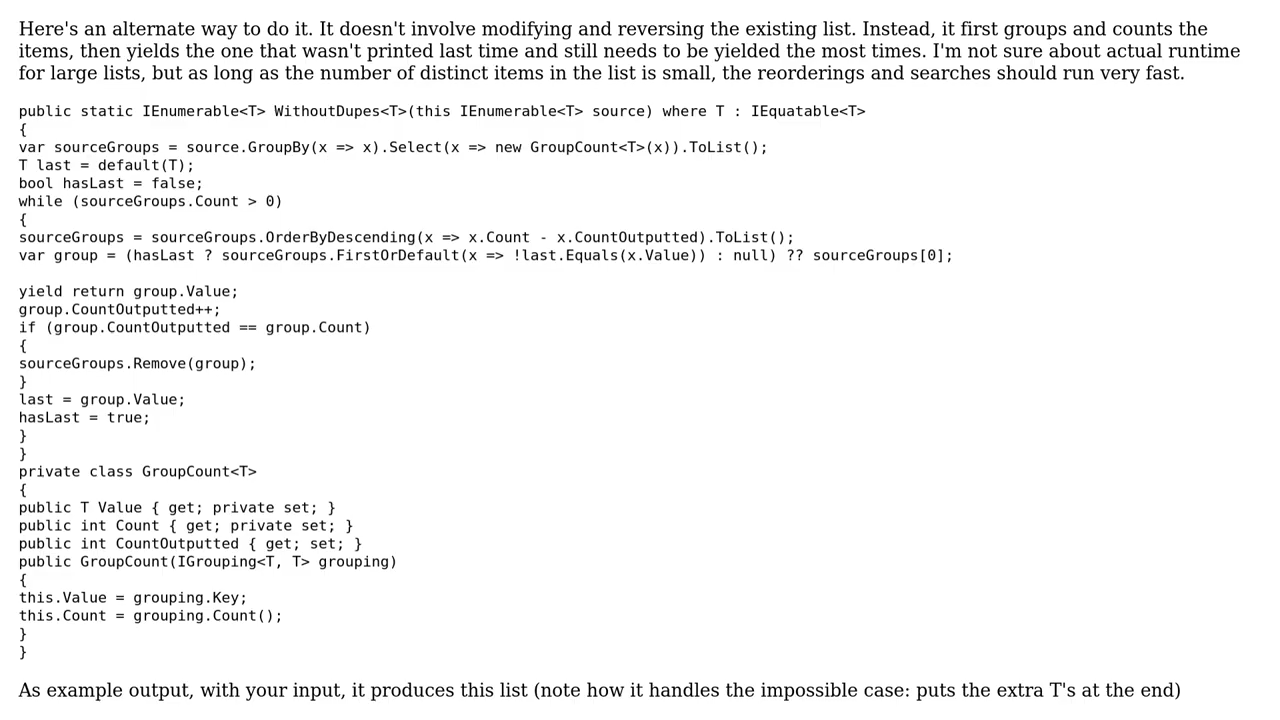 Here's an alternate way to do it. It doesn't involve modifying and reversing the existing list. Instead, it first groups and counts the
items, then yields the one that wasn't printed last time and still needs to be yielded the most times. I'm not sure about actual runtime
for large lists, but as long as the number of distinct items in the list is small, the reorderings and searches should run very fast.
public static IEnumerable<T> WithoutDupes<T>(this IEnumerable<T> source) where T : IEquatable<T>
{
var sourceGroups = source.GroupBy(x => x).Select(x => new GroupCount<T>(x)).ToList();
T last = default(T);
bool hasLast = false;
while (sourceGroups.Count > 0)
{
sourceGroups = sourceGroups.OrderByDescending(x => x.Count - x.CountOutputted).ToList();
var group = (hasLast ? sourceGroups.FirstOrDefault(x => !last.Equals(x.Value)) : null) ?? sourceGroups[0];
yield return group.Value;
group.CountOutputted++;
if (group.CountOutputted == group.Count)
{
sourceGroups.Remove(group);
}
last = group.Value;
hasLast = true;
}
}
private class GroupCount<T>
{
public T Value { get; private set; }
public int Count { get; private set; }
public int CountOutputted { get; set; }
public GroupCount(IGrouping<T, T> grouping)
{
this.Value = grouping.Key;
this.Count = grouping.Count();
}
}
As example output, with your input, it produces this list (note how it handles the impossible case: puts the extra T's at the end)